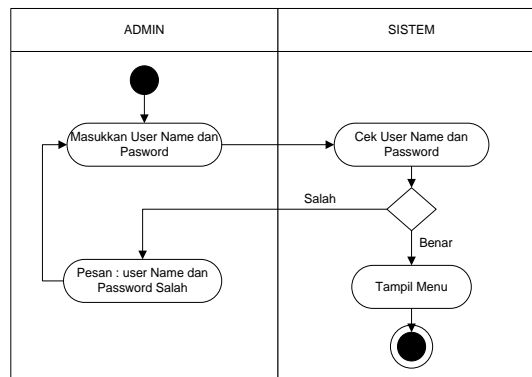 ADMIN
SISTEM
Masukkan User Name dan
Pasword
Cek User Name dan
Password
Salah
Benar
Pesan : user Name dan
Password Salah
Tampil Menu